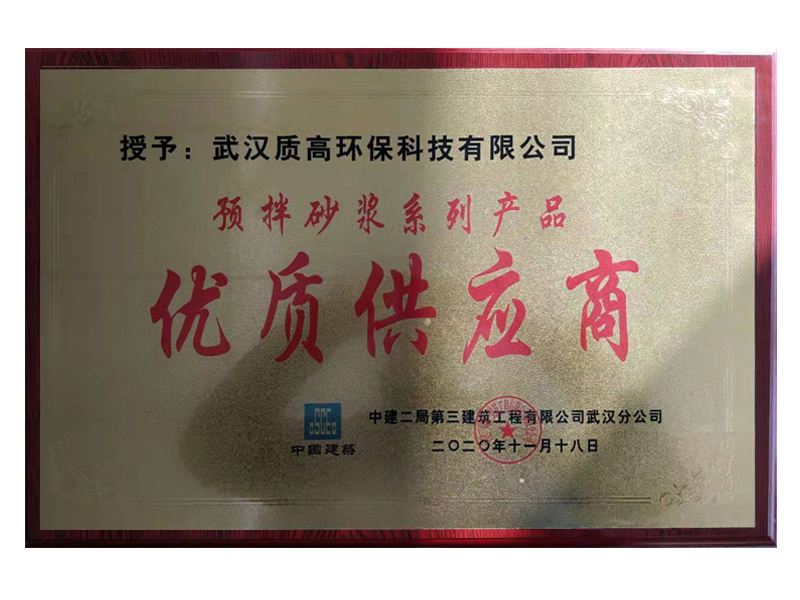 授予：武汉质高环保科技有限公司
预拌砂浆系列产品
优质供应商
中國建築
中建二局第三建筑工程有限公司武汉分公司
二〇二〇年十一月十八日